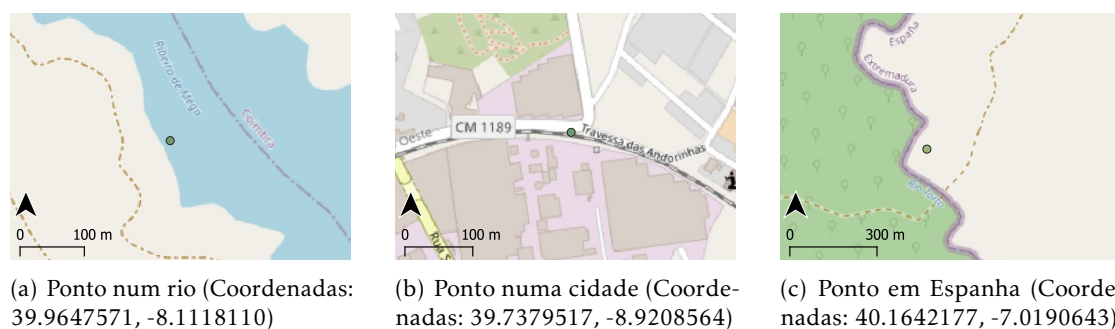 Ribeira de Mega
Coimbra
0 100 m
Oeste
CM 1189
Travessa das Andorinhas
Rua S
i
0 100 m
España
Extremadura
Rio Torto
0 300 m
(a) Ponto num rio (Coordenadas:
39.9647571, -8.1118110)
(b) Ponto numa cidade (Coorde-
nadas: 39.7379517, -8.9208564)
(c) Ponto em Espanha (Coorde
nadas: 40.1642177, -7.0190643)